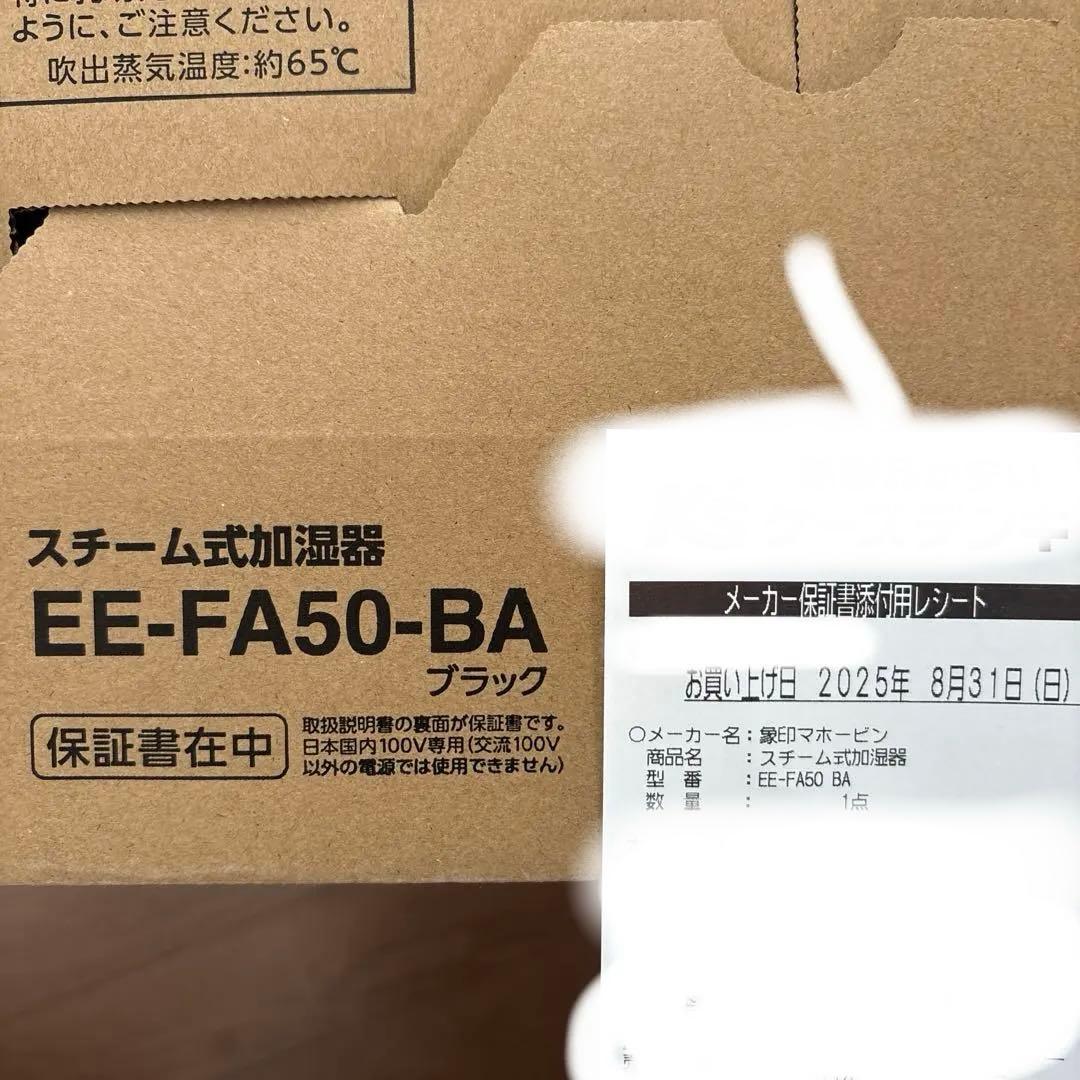 ように、ご注意ください。
吹出蒸気温度:約65℃
スチーム式加湿器
EE-FA50-BA
ブラック
保証書在中
取扱説明書の裏面が保証書です。
日本国内100V専用(交流100V
以外の電源では使用できません)
メーカー保証書添付用レシート
お買い上げ日 2025年 8月31日(日)
○メーカー名:象印マホービン
商品名 :スチーム式加湿器
型番 :EE-FA50 BA
数量 : 1点